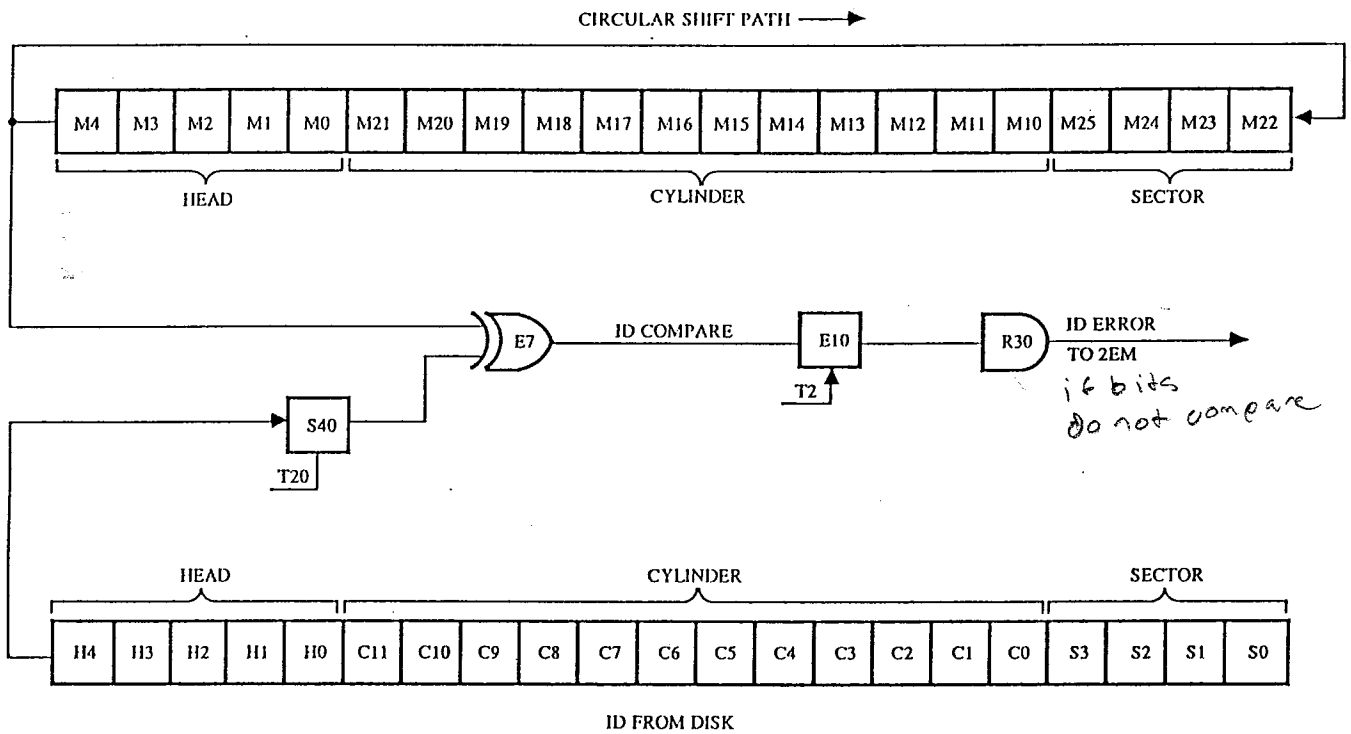 CIRCULAR SHIFT PATH
M4 M3 M2 M1 M0 M21 M20 M19 M18 M17 M16 M15 M14 M13 M12 M11 M10 M25 M24 M23 M22
HEAD CYLINDER SECTOR
E7 ID COMPARE E10 R30 ID ERROR
TO 2EM
T2
if bits
do not compare
S40
T20
HEAD CYLINDER SECTOR
H4 H3 H2 H1 H0 C11 C10 C9 C8 C7 C6 C5 C4 C3 C2 C1 C0 S3 S2 S1 S0
ID FROM DISK